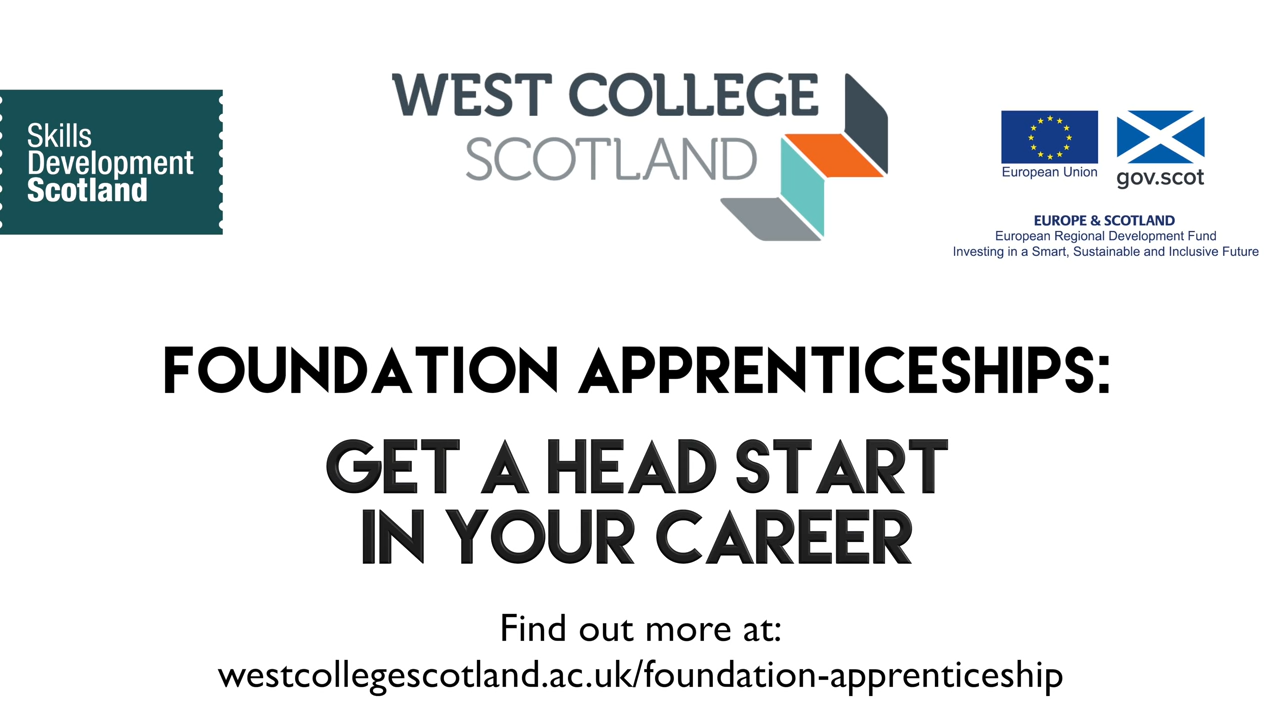 Skills
Development
Scotland
WEST COLLEGE
SCOTLAND
European Union
gov.scot
EUROPE & SCOTLAND
European Regional Development Fund
Investing in a Smart, Sustainable and Inclusive Future
FOUNDATION APPRENTICESHIPS:
GET A HEAD START
IN YOUR CAREER
Find out more at:
westcollegescotland.ac.uk/foundation-apprenticeship